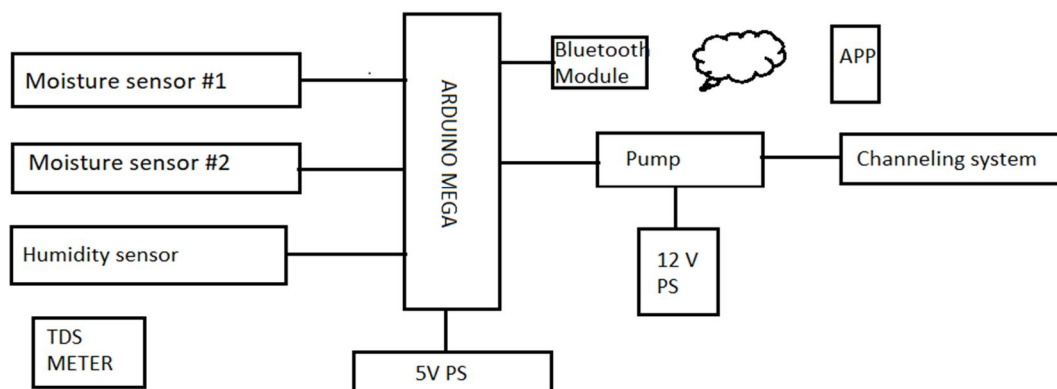 Moisture sensor #1
Moisture sensor #2
Humidity sensor
TDS
METER
ARDUINO MEGA
5V PS
Bluetooth
Module
APP
Pump
Channeling system
12 V
PS